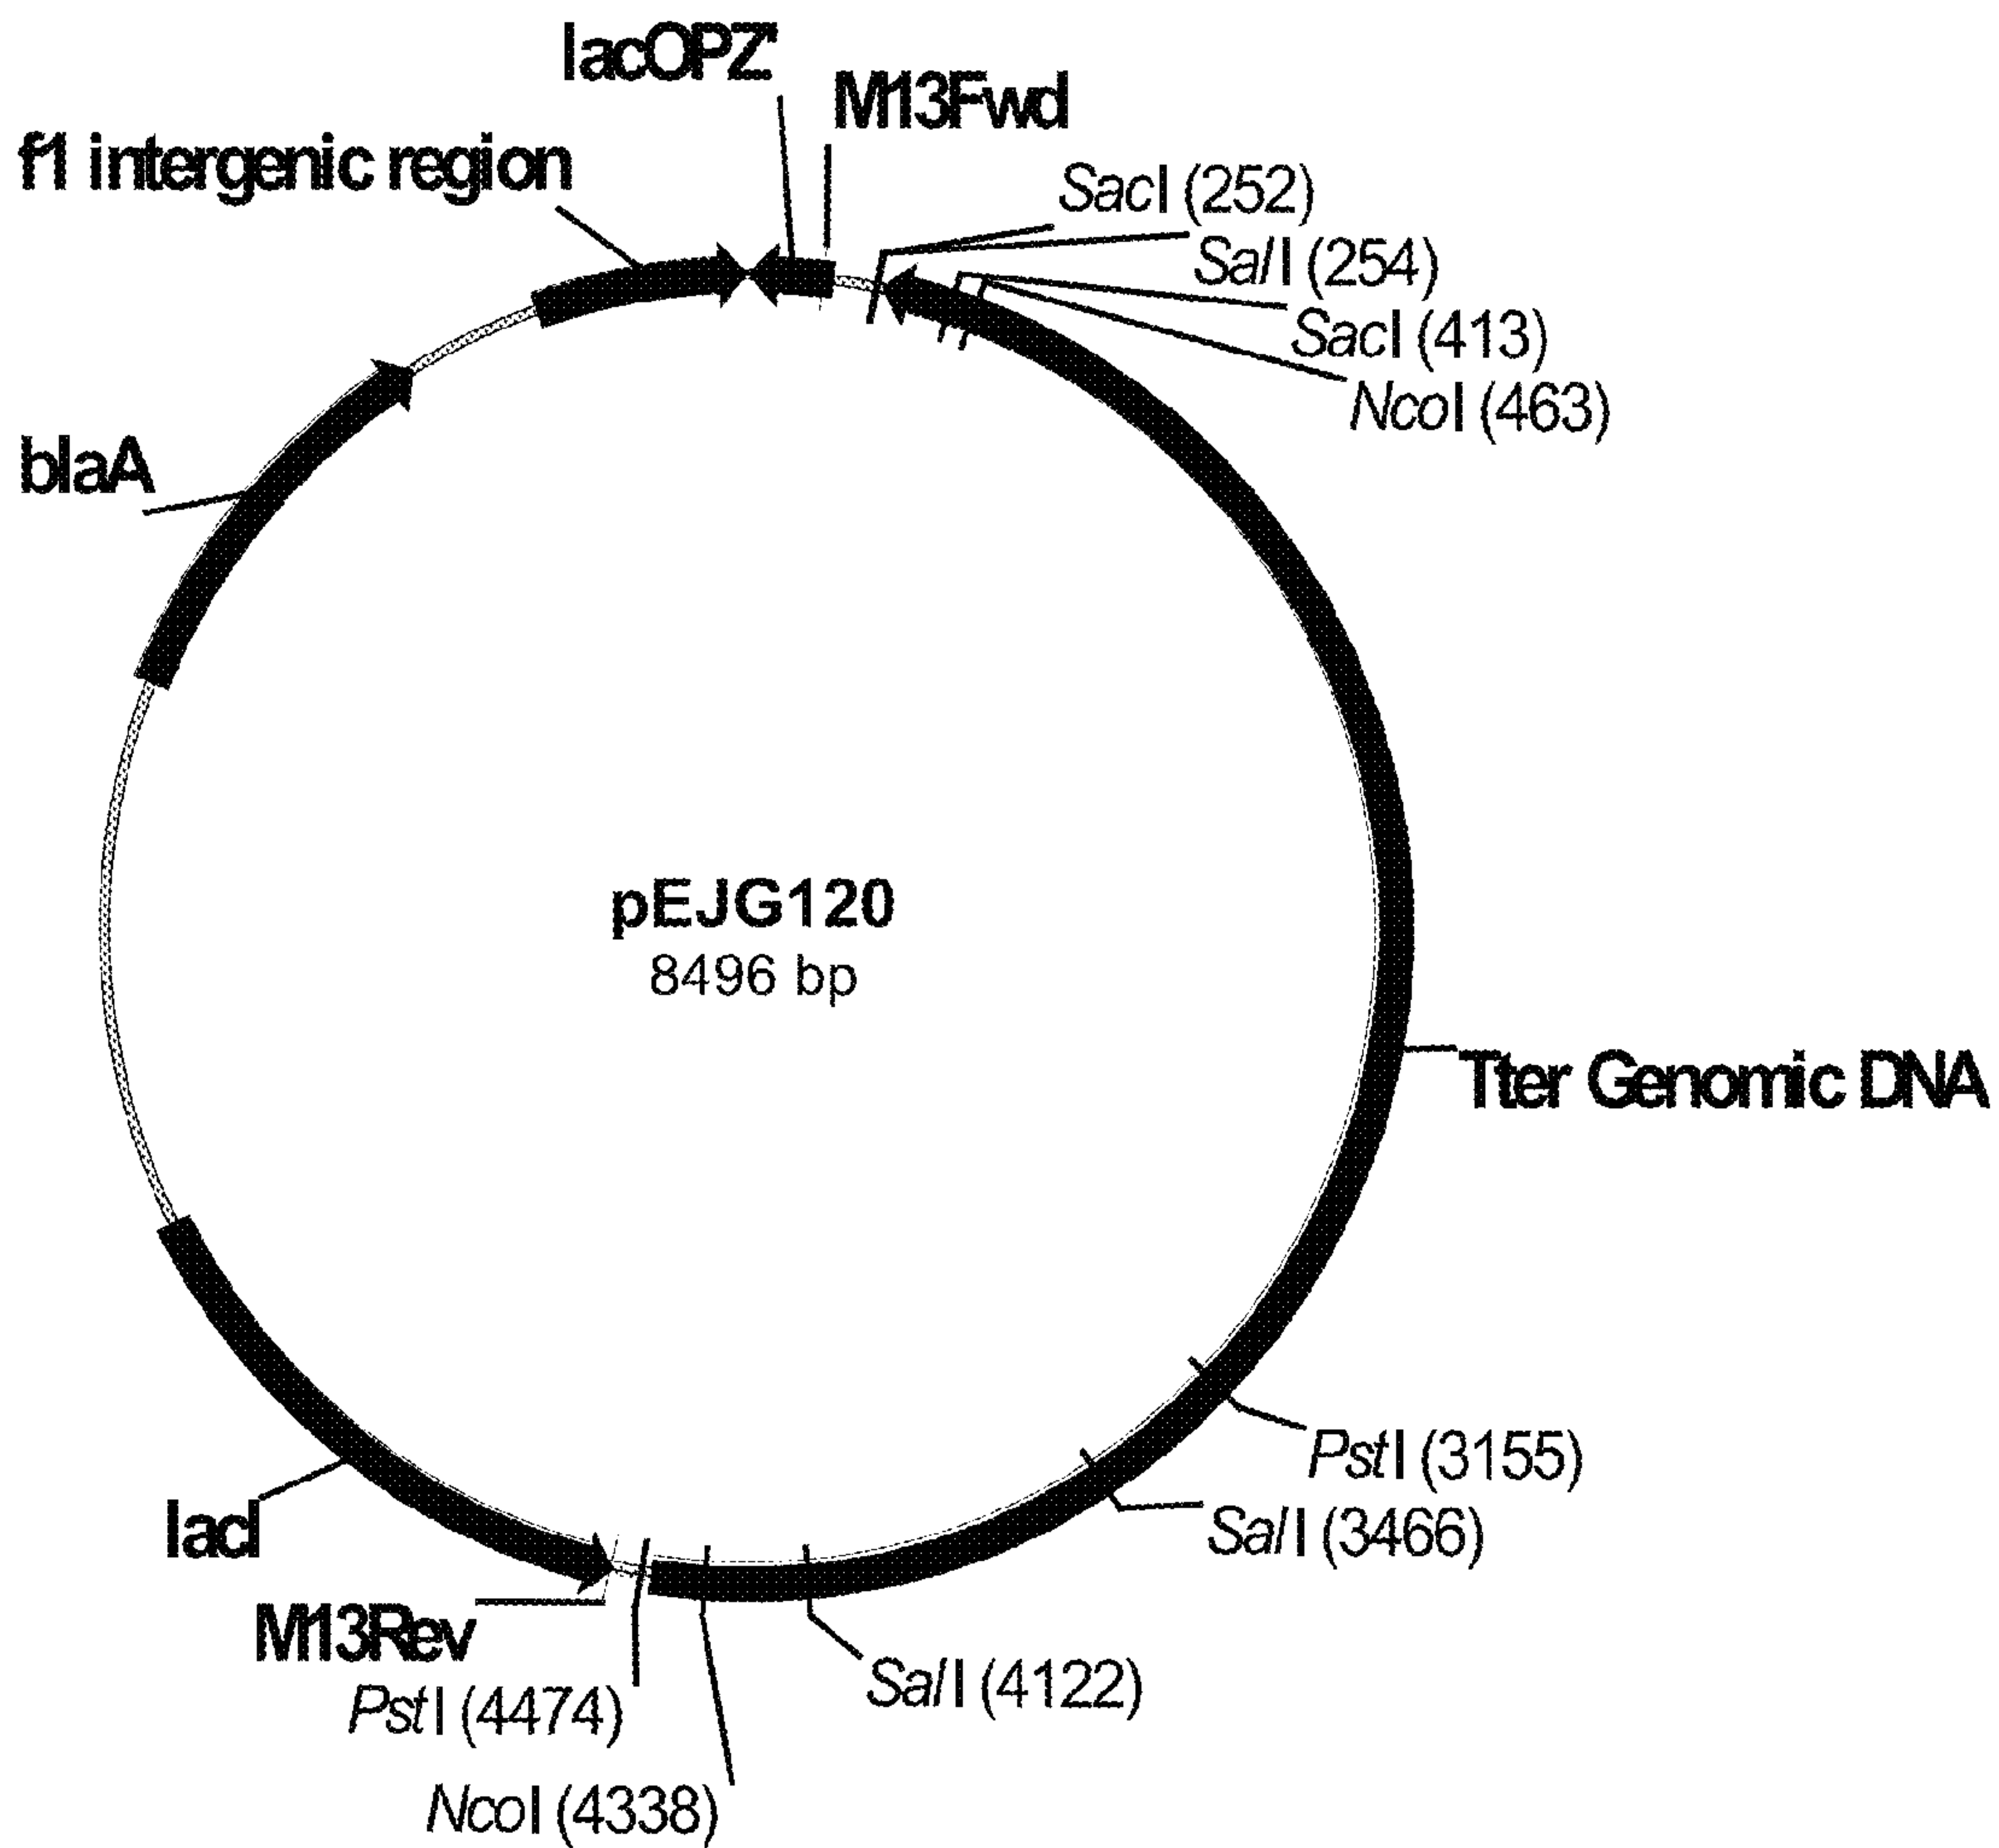 lacOPZ'
M13Fwd
f1 intergenic region
SacI (252)
SalI (254)
SacI (413)
NcoI (463)
blaA
pEJG120
8496 bp
Tter Genomic DNA
PstI (3155)
SalI (3466)
lacI
M13Rev
SalI (4122)
PstI (4474)
NcoI (4338)